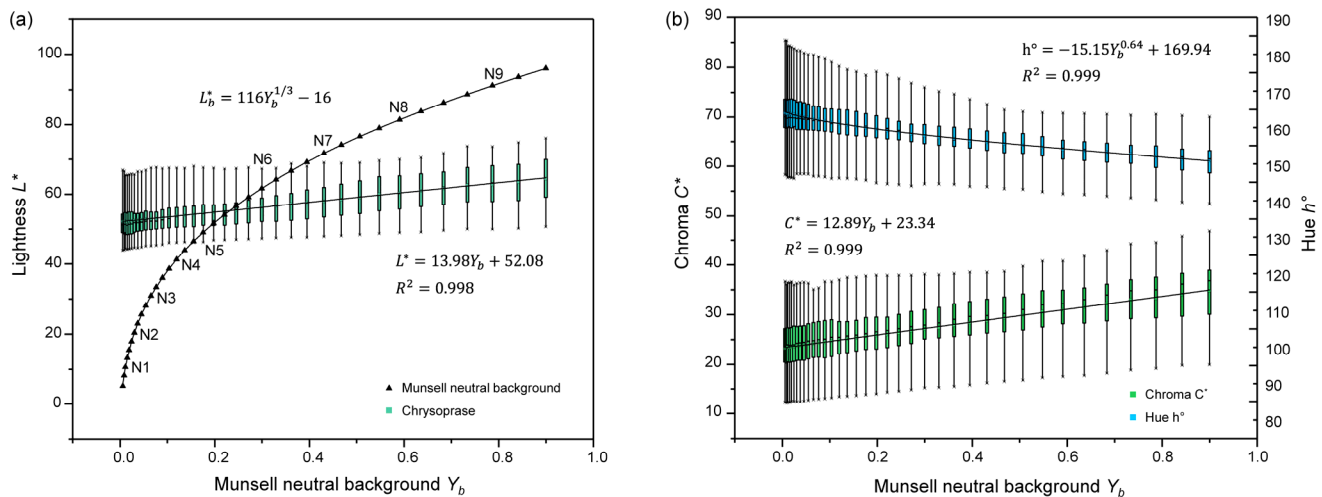 (a)
100
80
60
40
20
0
Lightness L*
L*b = 116Yb^1/3 − 16
N9
N8
N7
N6
N5
N4
N3
N2
N1
L* = 13.98Yb + 52.08
R² = 0.998
Munsell neutral background
Chrysoprase
0.0 0.2 0.4 0.6 0.8 1.0
Munsell neutral background Yb
(b)
90
80
70
60
50
40
30
20
10
Chroma C*
h° = −15.15Yb^0.64 + 169.94
R² = 0.999
C* = 12.89Yb + 23.34
R² = 0.999
Chroma C*
Hue h°
190
180
170
160
150
140
130
120
110
100
90
80
Hue h°
0.0 0.2 0.4 0.6 0.8 1.0
Munsell neutral background Yb